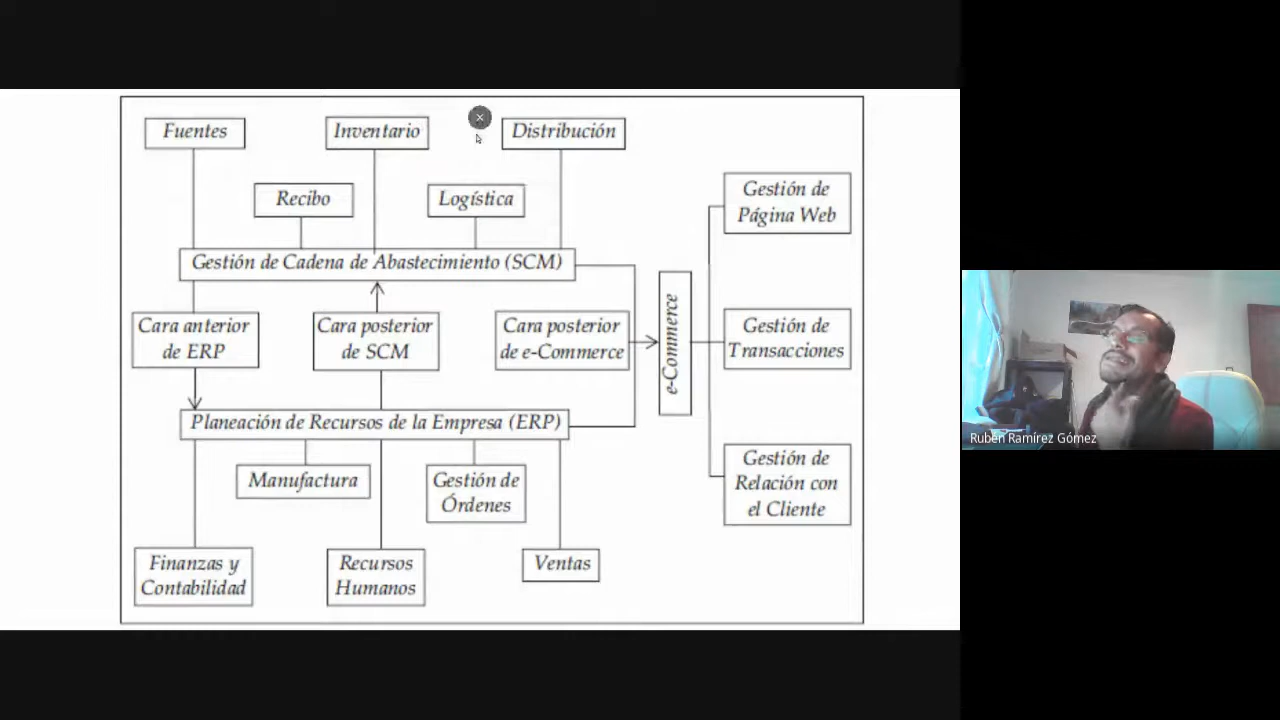 Fuentes
Inventario
Distribución
Recibo
Logística
Gestión de
Página Web
Gestión de Cadena de Abastecimiento (SCM)
Cara anterior
de ERP
Cara posterior
de SCM
Cara posterior
de e-Commerce
e-Commerce
Gestión de
Transacciones
Planeación de Recursos de la Empresa (ERP)
Manufactura
Gestión de
Órdenes
Gestión de
Relación con
el Cliente
Finanzas y
Contabilidad
Recursos
Humanos
Ventas
Rubén Ramírez Gómez